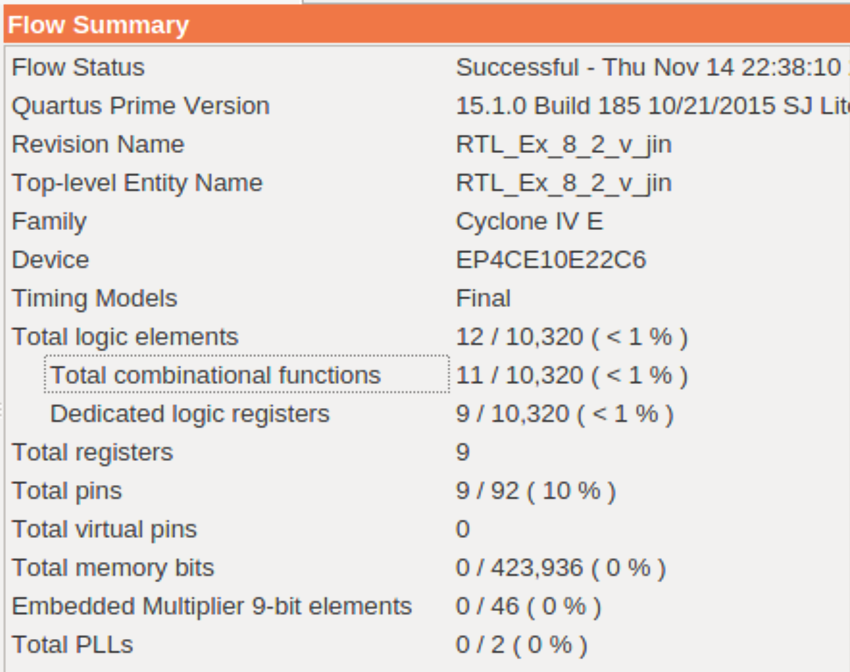 Flow Summary
Flow Status Successful - Thu Nov 14 22:38:10
Quartus Prime Version 15.1.0 Build 185 10/21/2015 SJ Lite
Revision Name RTL_Ex_8_2_v_jin
Top-level Entity Name RTL_Ex_8_2_v_jin
Family Cyclone IV E
Device EP4CE10E22C6
Timing Models Final
Total logic elements 12 / 10,320 ( < 1 % )
Total combinational functions 11 / 10,320 ( < 1 % )
Dedicated logic registers 9 / 10,320 ( < 1 % )
Total registers 9
Total pins 9 / 92 ( 10 % )
Total virtual pins 0
Total memory bits 0 / 423,936 ( 0 % )
Embedded Multiplier 9-bit elements 0 / 46 ( 0 % )
Total PLLs 0 / 2 ( 0 % )